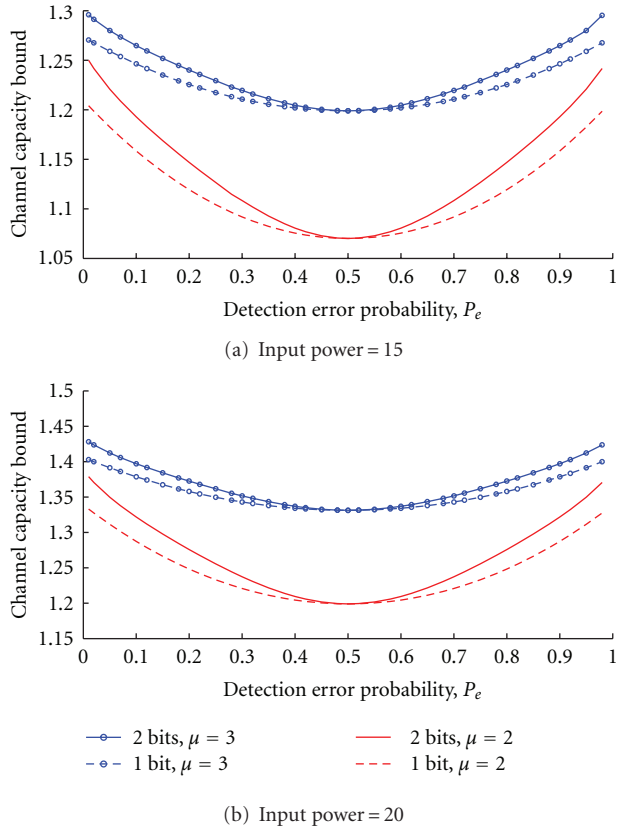 1.3
1.25
1.2
1.15
1.1
1.05
Channel capacity bound
0 0.1 0.2 0.3 0.4 0.5 0.6 0.7 0.8 0.9 1
Detection error probability, Pₑ
(a) Input power = 15
1.5
1.45
1.4
1.35
1.3
1.25
1.2
1.15
Channel capacity bound
0 0.1 0.2 0.3 0.4 0.5 0.6 0.7 0.8 0.9 1
Detection error probability, Pₑ
2 bits, μ = 3
1 bit, μ = 3
2 bits, μ = 2
1 bit, μ = 2
(b) Input power = 20